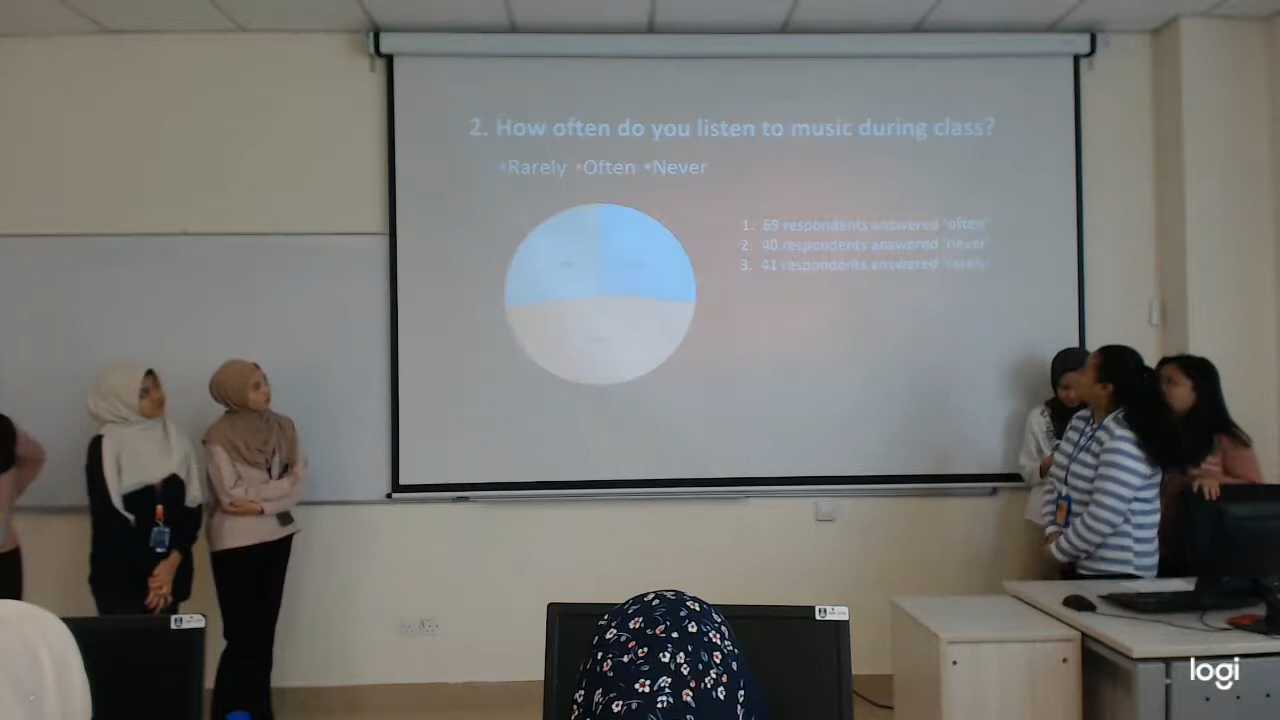 2. How often do you listen to music during class?
•Rarely •Often •Never
1. 69 respondents answered 'often'
2. 40 respondents answered 'never'
3. 41 respondents answered 'rarely'
logi